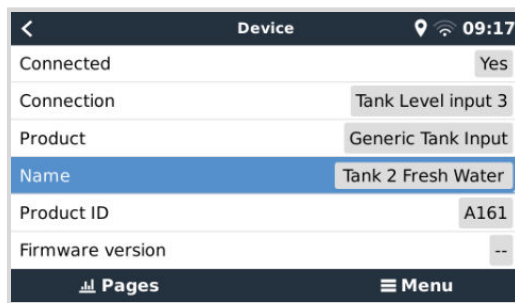 Device 09:17
Connected Yes
Connection Tank Level input 3
Product Generic Tank Input
Name Tank 2 Fresh Water
Product ID A161
Firmware version --
Pages Menu